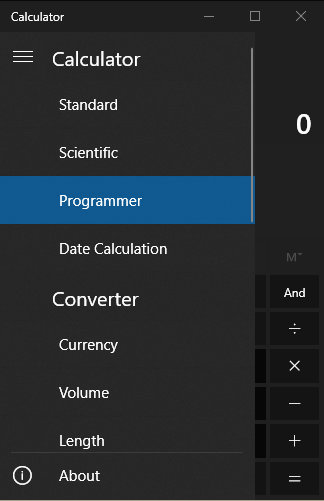 Calculator
Calculator
Standard
Scientific
Programmer
Date Calculation
Converter
Currency
Volume
Length
About
0
M˅
And
÷
×
−
+
=